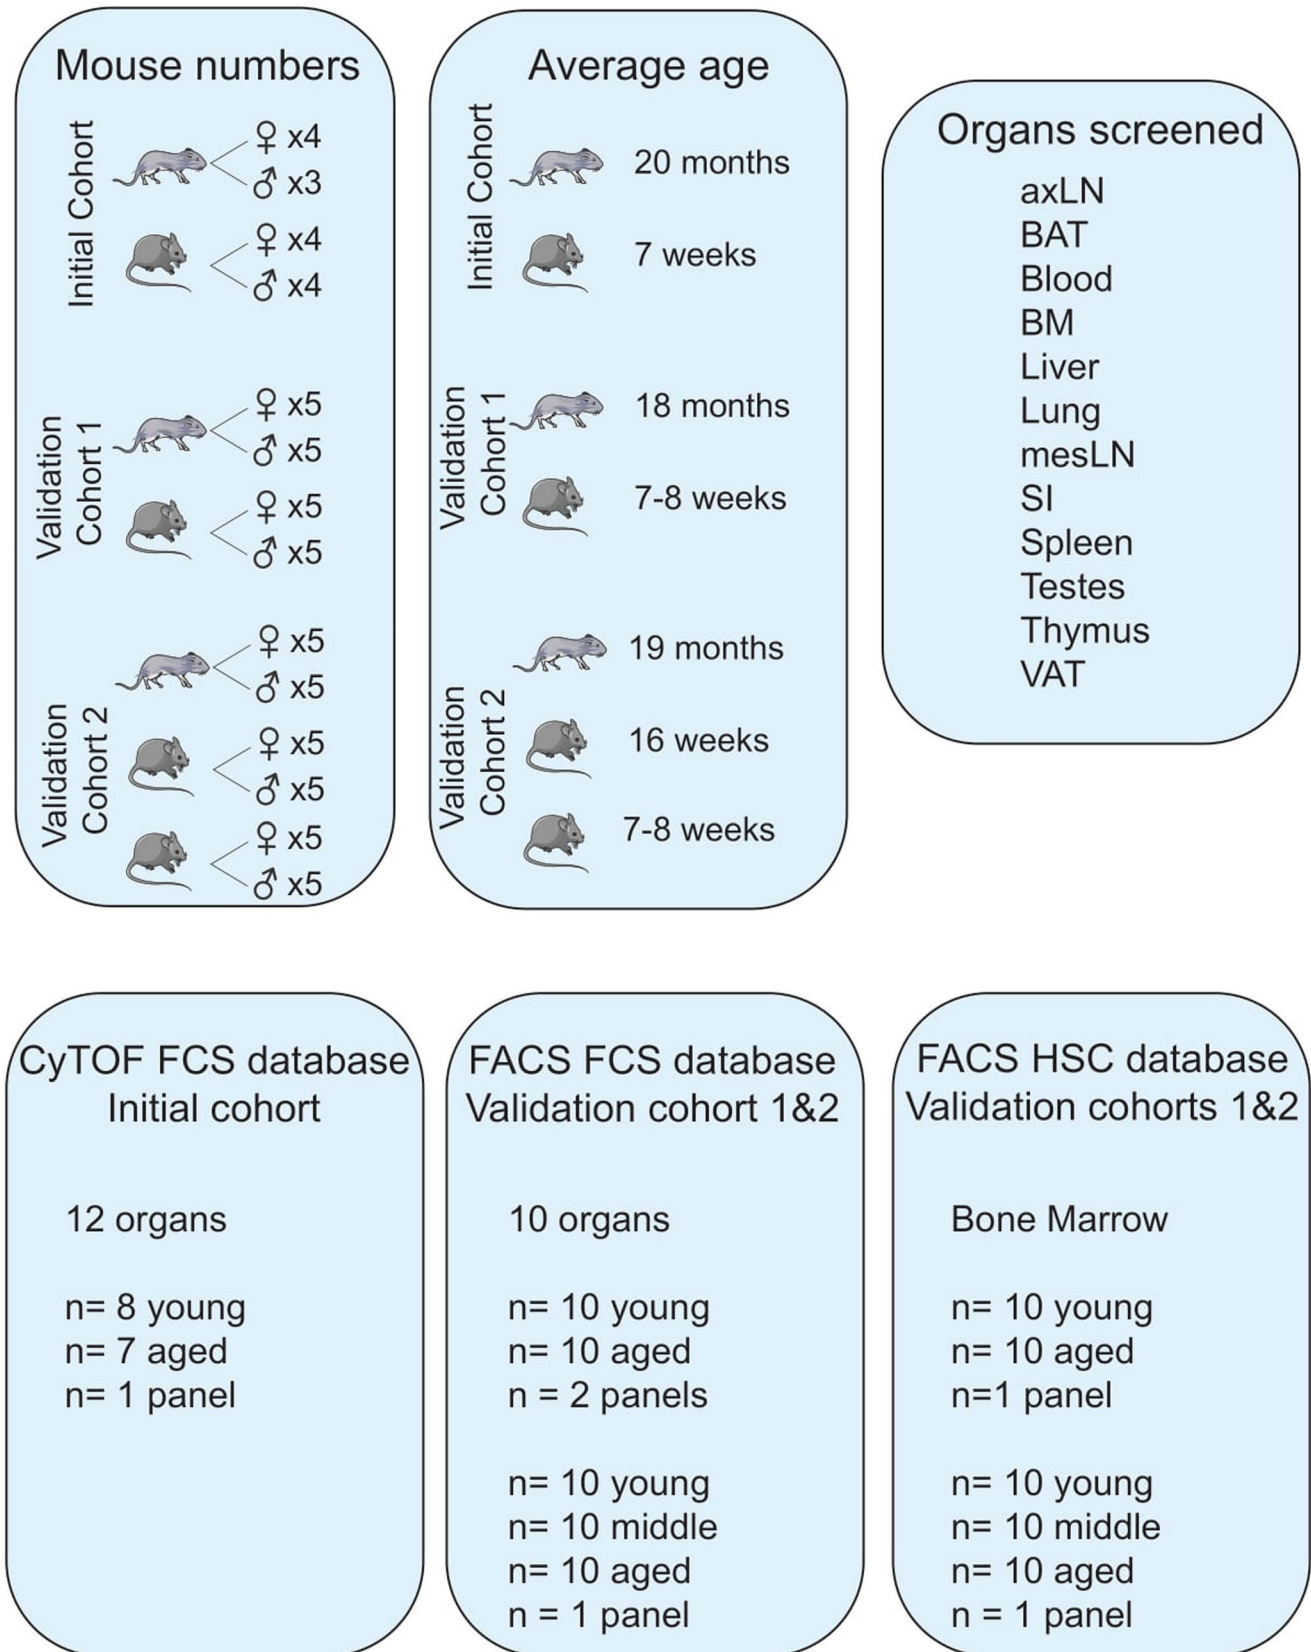 Mouse numbers
Initial Cohort
♀ x4
♂ x3
♀ x4
♂ x4
Validation
Cohort 1
♀ x5
♂ x5
♀ x5
♂ x5
Validation
Cohort 2
♀ x5
♂ x5
♀ x5
♂ x5
♀ x5
♂ x5
Average age
Initial Cohort
20 months
7 weeks
Validation
Cohort 1
18 months
7-8 weeks
Validation
Cohort 2
19 months
16 weeks
7-8 weeks
Organs screened
axLN
BAT
Blood
BM
Liver
Lung
mesLN
SI
Spleen
Testes
Thymus
VAT
CyTOF FCS database
Initial cohort
12 organs
n= 8 young
n= 7 aged
n= 1 panel
FACS FCS database
Validation cohort 1&2
10 organs
n= 10 young
n= 10 aged
n = 2 panels
n= 10 young
n= 10 middle
n= 10 aged
n = 1 panel
FACS HSC database
Validation cohorts 1&2
Bone Marrow
n= 10 young
n= 10 aged
n=1 panel
n= 10 young
n= 10 middle
n= 10 aged
n = 1 panel